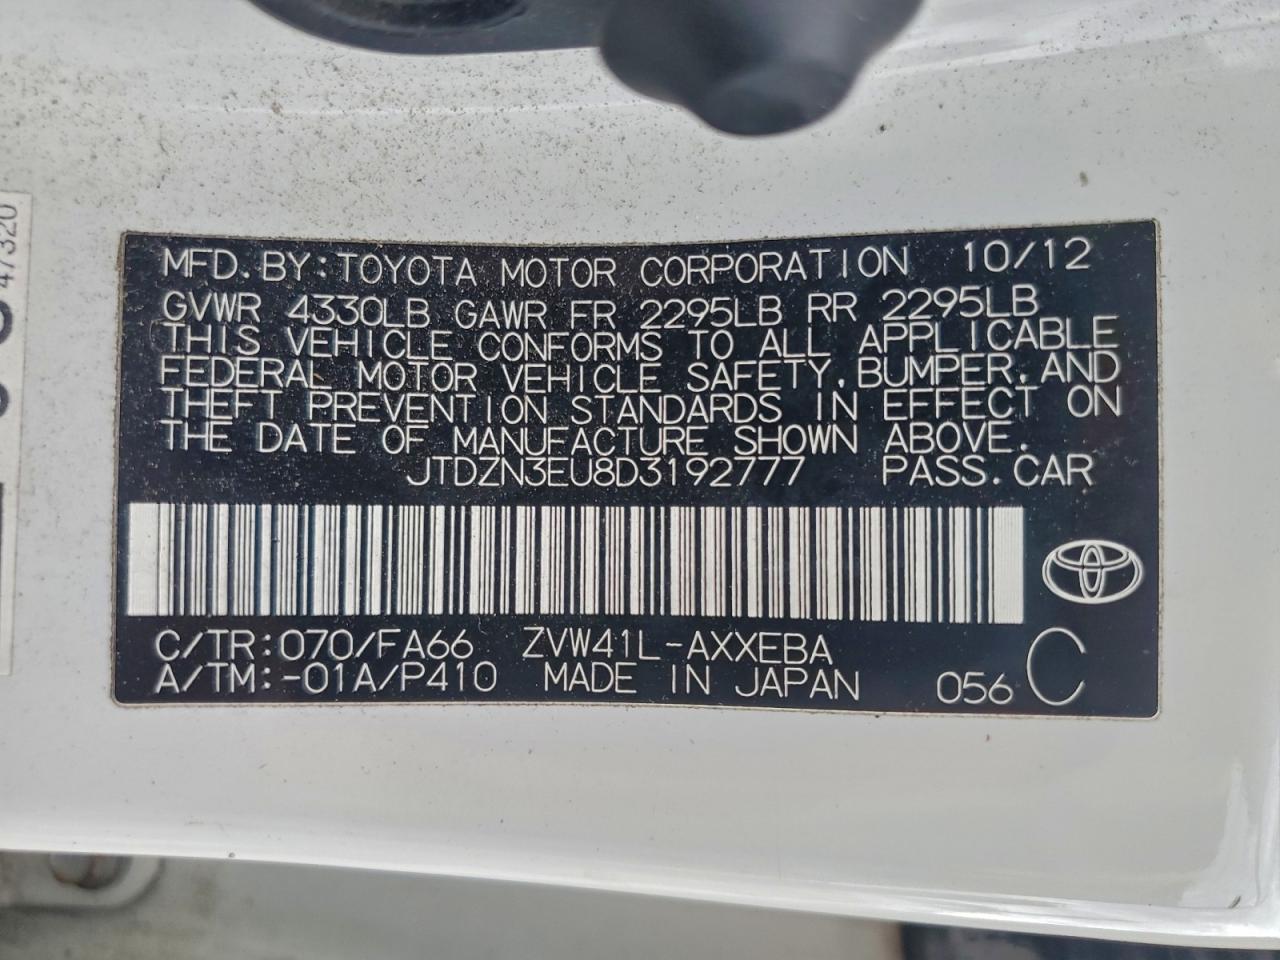 MFD. BY: TOYOTA MOTOR CORPORATION 10/12
GVWR 4330LB GAWR FR 2295LB RR 2295LB
THIS VEHICLE CONFORMS TO ALL APPLICABLE
FEDERAL MOTOR VEHICLE SAFETY, BUMPER, AND
THEFT PREVENTION STANDARDS IN EFFECT ON
THE DATE OF MANUFACTURE SHOWN ABOVE.
JTDZN3EU8D3192777 PASS. CAR
C/TR: 070/FA66 ZVW41L-AXXEBA
A/TM: -01A/P410 MADE IN JAPAN 056 C
47320